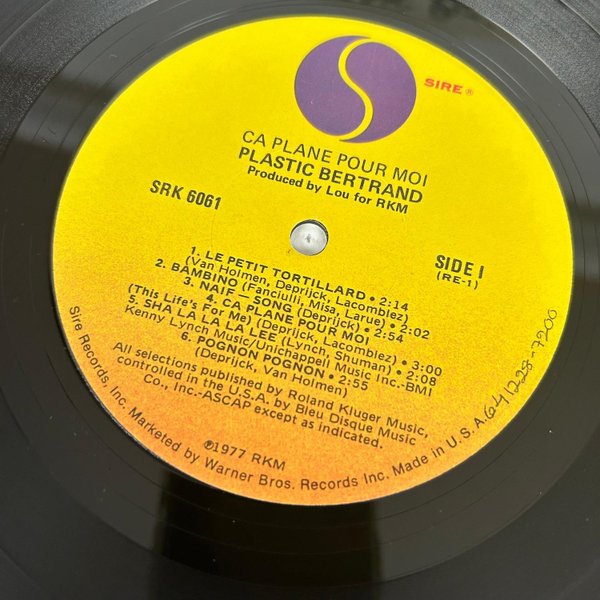 SIRE®
CA PLANE POUR MOI
PLASTIC BERTRAND
Produced by Lou for RKM
SRK 6061
SIDE I
(RE-1)
1. LE PETIT TORTILLARD • 2:14
(Van Holmen, Deprijck, Lacomblez)
2. BAMBINO (Fanciulli, Misa, Larue) • 2:02
3. NAIF — SONG (Deprijck) • 2:54
4. CA PLANE POUR MOI
(This Life's For Me) (Deprijck, Lacomblez) • 3:00
5. SHA LA LA LA LEE (Lynch, Shuman) • 2:08
Kenny Lynch Music/Unichappell Music Inc.-BMI
6. POGNON POGNON • 2:55
(Deprijck, Van Holmen)
All selections published by Roland Kluger Music,
controlled in the U.S.A. by Bleu Disque Music
Co., Inc.-ASCAP except as indicated.
℗1977 RKM
Sire Records, Inc. Marketed by Warner Bros. Records Inc. Made in U.S.A.
641228-7200